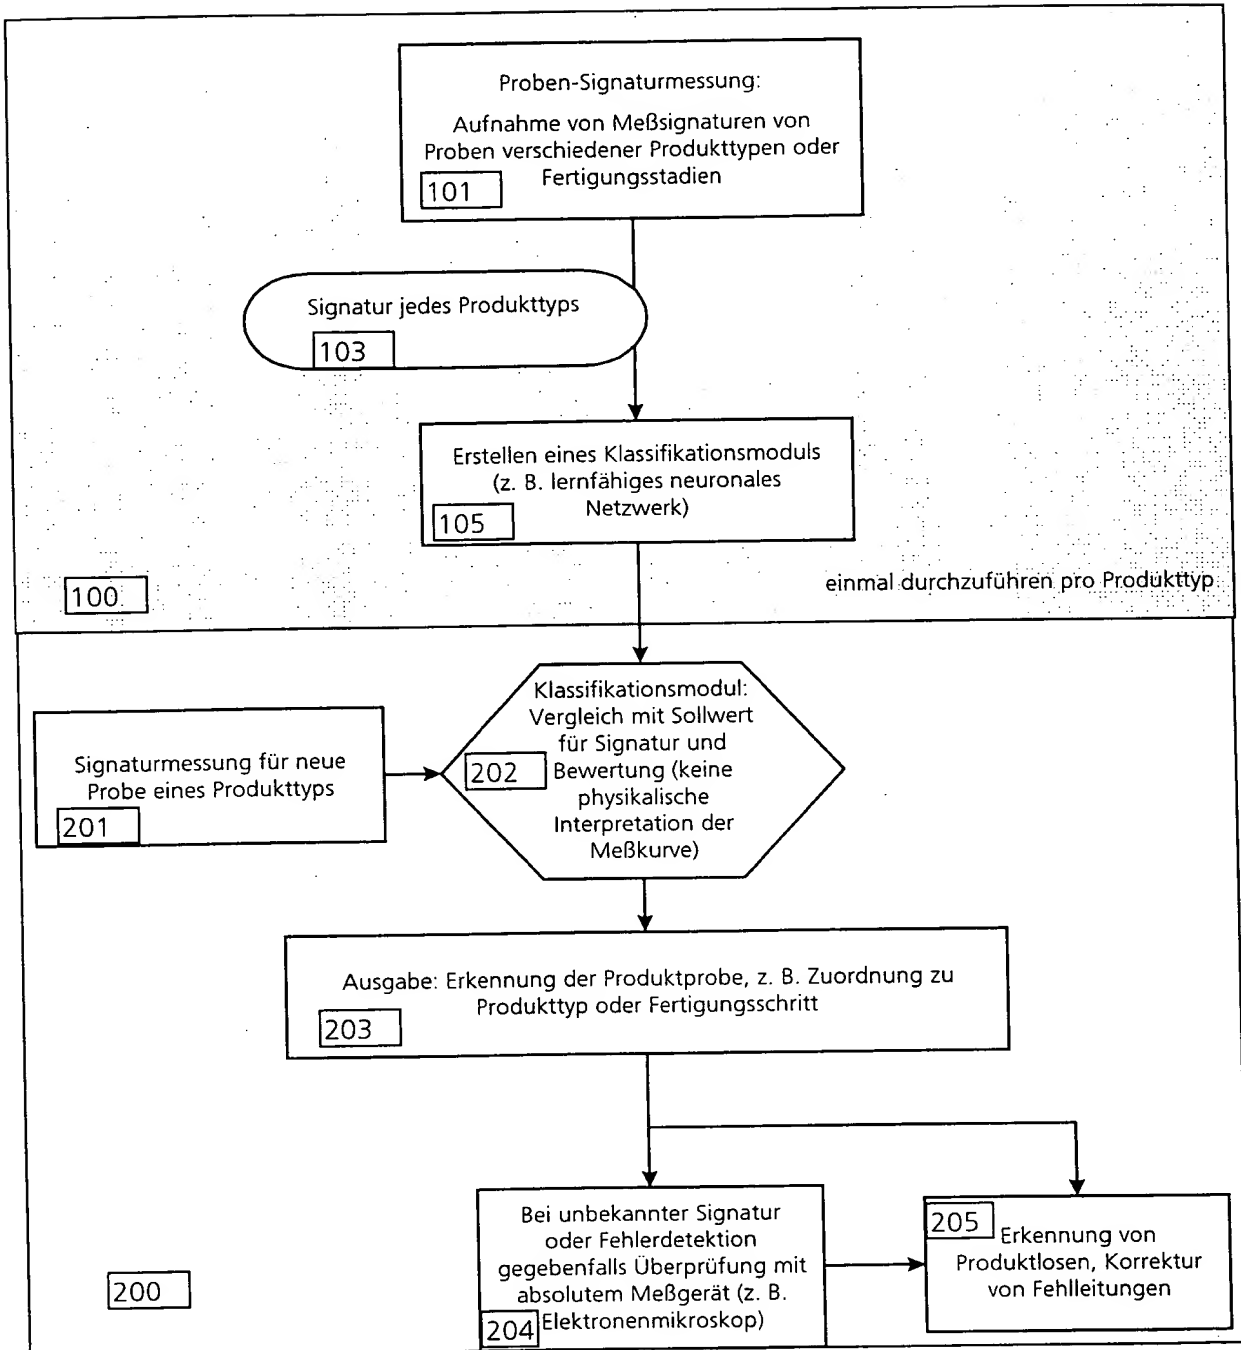 Proben-Signaturmessung:
Aufnahme von Meßsignaturen von
Proben verschiedener Produkttypen oder
Fertigungsstadien
101
Signatur jedes Produkttyps
103
Erstellen eines Klassifikationsmoduls
(z. B. lernfähiges neuronales
Netzwerk)
105
100
einmal durchzuführen pro Produkttyp
Signaturmessung für neue
Probe eines Produkttyps
201
Klassifikationsmodul:
Vergleich mit Sollwert
für Signatur und
Bewertung (keine
physikalische
Interpretation der
Meßkurve)
202
Ausgabe: Erkennung der Produktprobe, z. B. Zuordnung zu
Produkttyp oder Fertigungsschritt
203
Bei unbekannter Signatur
oder Fehlerdetektion
gegebenfalls Überprüfung mit
absolutem Meßgerät (z. B.
Elektronenmikroskop)
204
205
Erkennung von
Produktlosen, Korrektur
von Fehlleitungen
200